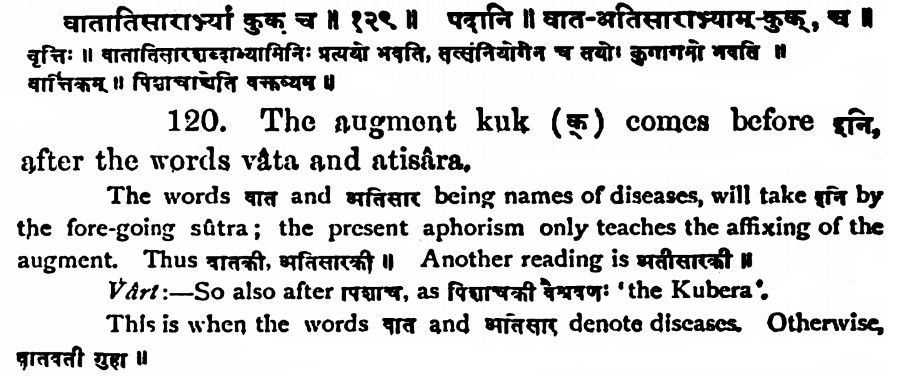 वातातिसाराभ्यां कुक् च ॥ १२९ ॥ पदानि ॥ वात-अतिसाराभ्याम्-कुक्, च ॥
वृत्तिः ॥ वातातिसारशब्दाभ्यामिनिः प्रत्ययो भवति, तत्संनियोगेन च तयोः कुगागमो भवति ॥
वार्त्तिकम् ॥ पिशाचाच्चेति वक्तव्यम् ॥
120. The augment kuk (क्) comes before इनि,
after the words vâta and atisâra.
The words वात and अतिसार being names of diseases, will take इनि by
the fore-going sûtra; the present aphorism only teaches the affixing of the
augment. Thus वातकी, अतिसारकी ॥ Another reading is अतीसारकी ॥
Vârt:—So also after पिशाच, as पिशाचकी वैश्रवणः 'the Kubera'.
This is when the words वात and अतिसार denote diseases. Otherwise,
वातवती गुहा ॥